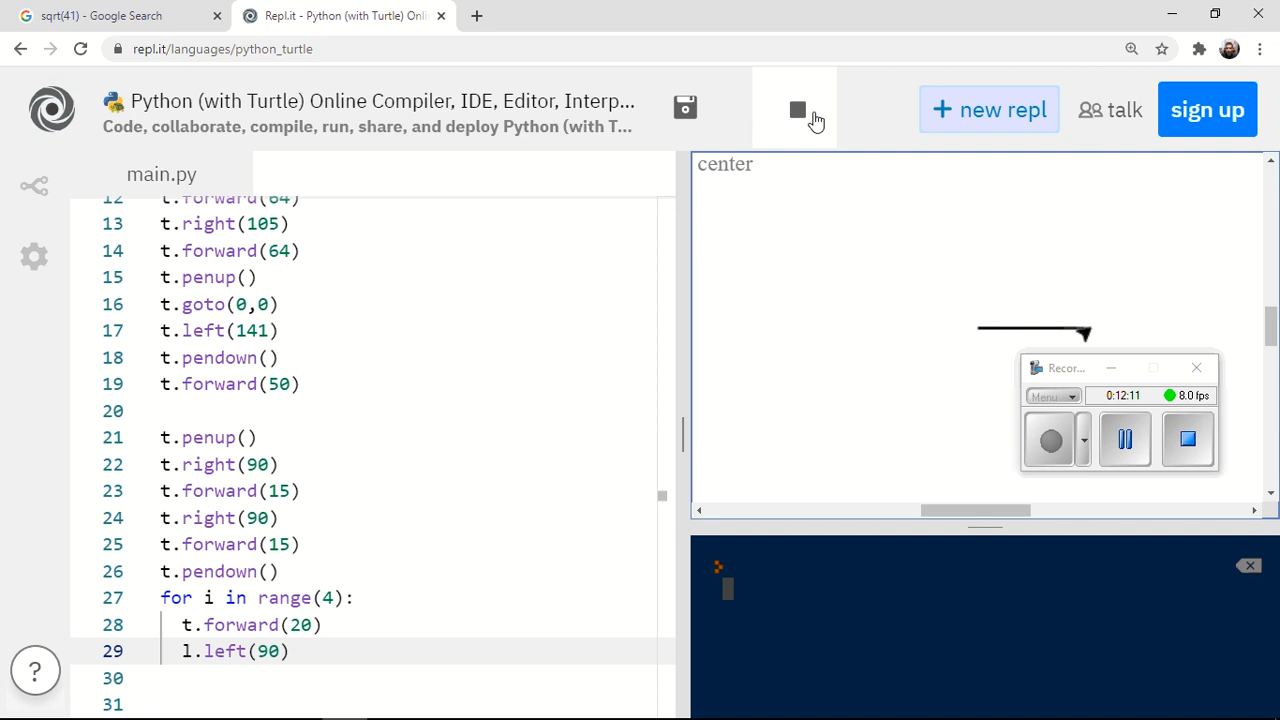 sqrt(41) - Google Search
Repl.it - Python (with Turtle) Onli
repl.it/languages/python_turtle
Python (with Turtle) Online Compiler, IDE, Editor, Interp...
Code, collaborate, compile, run, share, and deploy Python (with T...
+ new repl
talk
sign up
main.py
center
12 t.forward(64)
13 t.right(105)
14 t.forward(64)
15 t.penup()
16 t.goto(0,0)
17 t.left(141)
18 t.pendown()
19 t.forward(50)
20
21 t.penup()
22 t.right(90)
23 t.forward(15)
24 t.right(90)
25 t.forward(15)
26 t.pendown()
27 for i in range(4):
28 t.forward(20)
29 l.left(90)
30
31
Recor...
Menu
0:12:11
8.0 fps
?